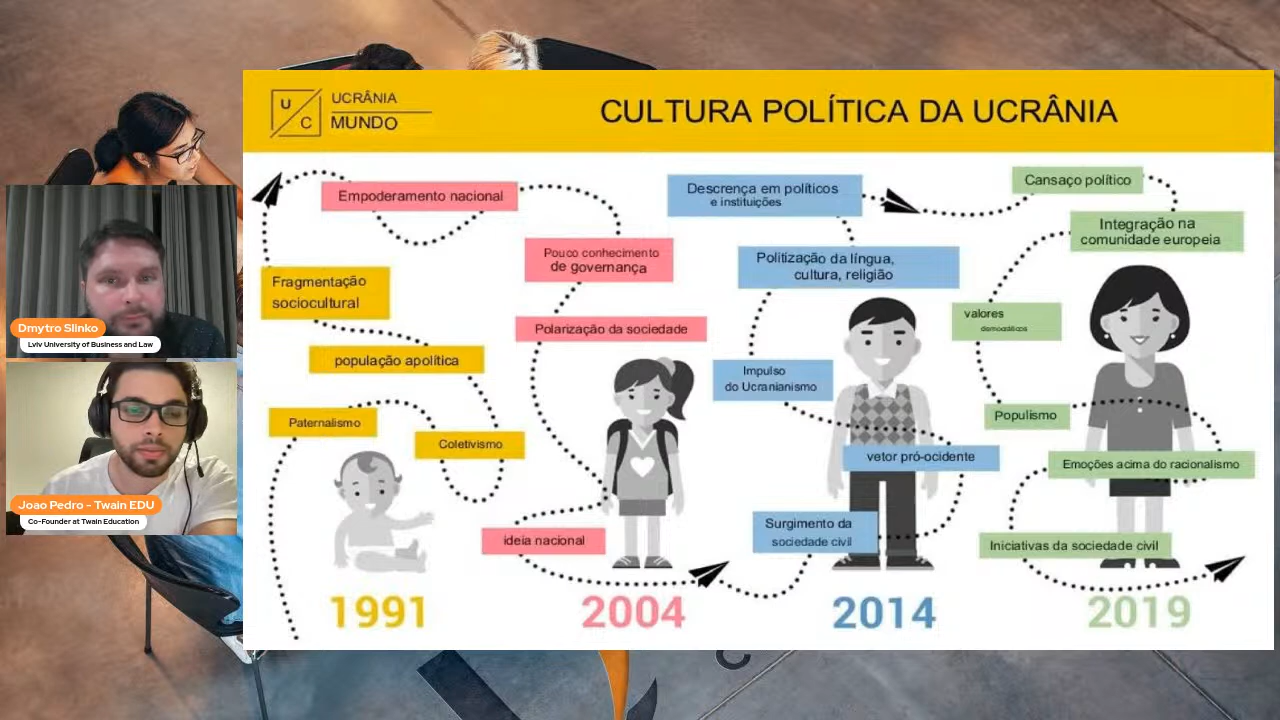 U
C
UCRÂNIA
MUNDO
CULTURA POLÍTICA DA UCRÂNIA
Empoderamento nacional
Fragmentação
sociocultural
população apolítica
Paternalismo
Coletivismo
1991
Pouco conhecimento
de governança
Polarização da sociedade
ideia nacional
2004
Descrença em políticos
e instituições
Politização da língua,
cultura, religião
Impulso
do Ucranianismo
vetor pró-ocidente
Surgimento da
sociedade civil
2014
Cansaço político
Integração na
comunidade europeia
valores
democráticos
Populismo
Emoções acima do racionalismo
Iniciativas da sociedade civil
2019
Dmytro Slinko
Lviv University of Business and Law
Joao Pedro - Twain EDU
Co-Founder at Twain Education